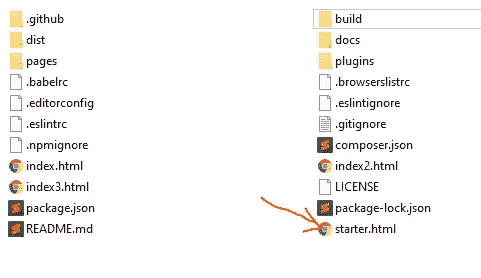 .github
build
dist
docs
pages
plugins
.babelrc
.browserslistrc
.editorconfig
.eslintignore
.eslintrc
.gitignore
.npmignore
composer.json
index.html
index2.html
index3.html
LICENSE
package.json
package-lock.json
README.md
starter.html